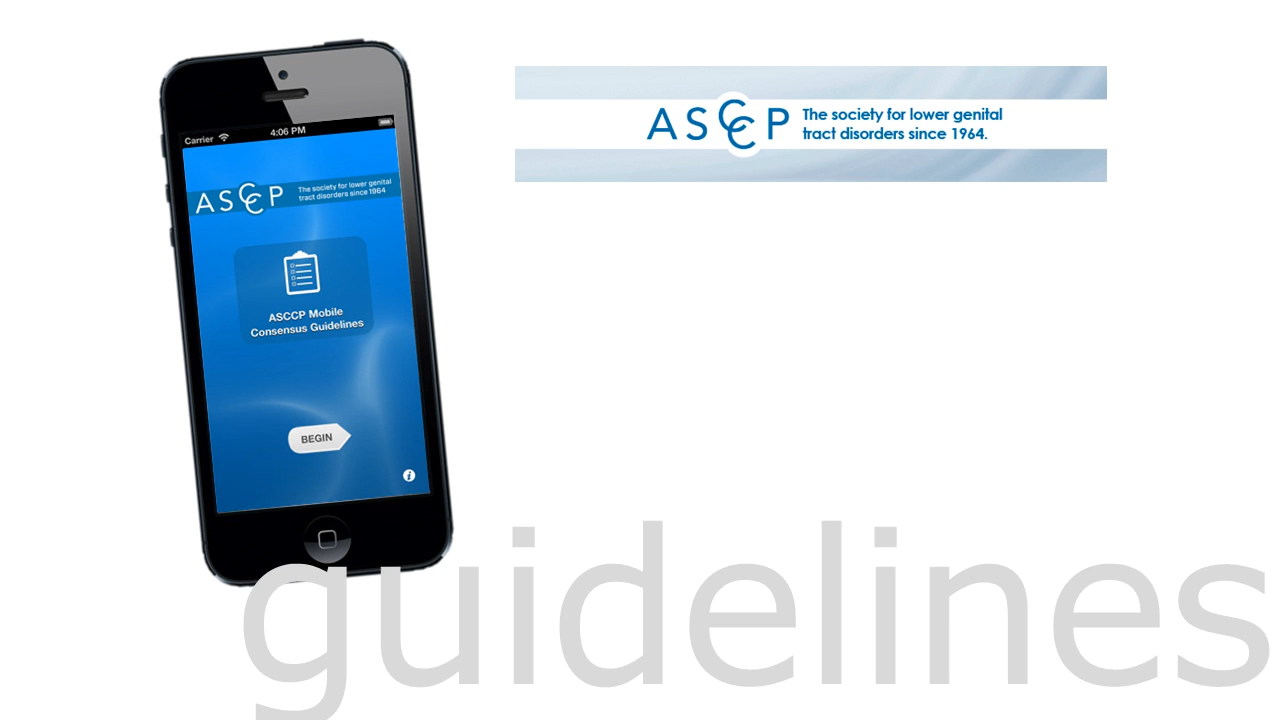 Carrier 4:06 PM
ASCCP The society for lower genital
tract disorders since 1964
ASCCP Mobile
Consensus Guidelines
BEGIN
i
ASCCP The society for lower genital
tract disorders since 1964.
guidelines